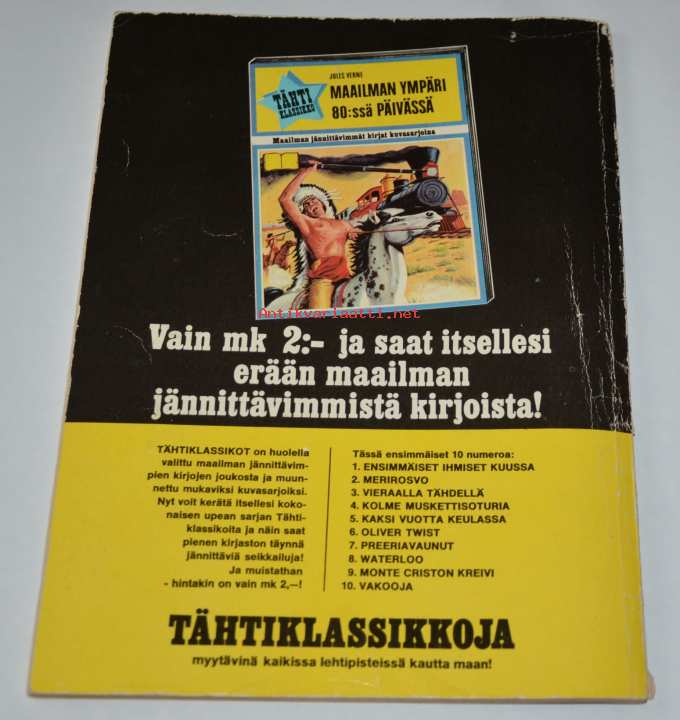 JULES VERNE
MAAILMAN YMPÄRI
80:ssä PÄIVÄSSÄ
TÄHTI
KLASSIKKO
Maailman jännittävimmät kirjat kuvasarjoina
Antikvariaatti.net
Vain mk 2:- ja saat itsellesi
erään maailman
jännittävimmistä kirjoista!
TÄHTIKLASSIKOT on huolella
valittu maailman jännittävim-
pien kirjojen joukosta ja muun-
nettu mukaviksi kuvasarjoiksi.
Nyt voit kerätä itsellesi koko-
naisen upean sarjan Tähti-
klassikoita ja näin saat
pienen kirjaston täynnä
jännittäviä seikkailuja!
Ja muistathan
- hintakin on vain mk 2,—!
Tässä ensimmäiset 10 numeroa:
1. ENSIMMÄISET IHMISET KUUSSA
2. MERIROSVO
3. VIERAALLA TÄHDELLÄ
4. KOLME MUSKETTISOTURIA
5. KAKSI VUOTTA KEULASSA
6. OLIVER TWIST
7. PREERIAVAUNUT
8. WATERLOO
9. MONTE CRISTON KREIVI
10. VAKOOJA
TÄHTIKLASSIKKOJA
myytävinä kaikissa lehtipisteissä kautta maan!